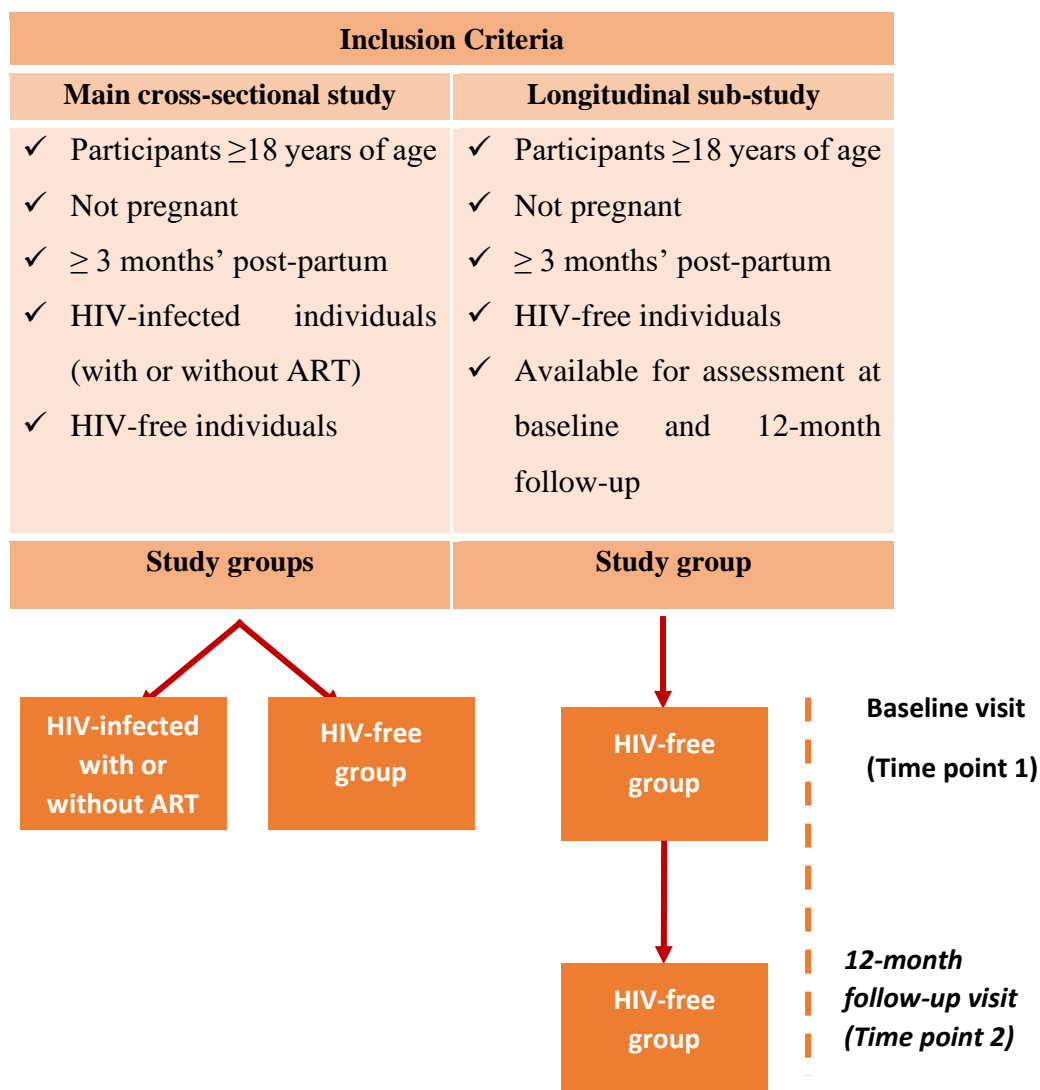 Inclusion Criteria
Main cross-sectional study
Longitudinal sub-study
✓ Participants ≥18 years of age
✓ Not pregnant
✓ ≥ 3 months’ post-partum
✓ HIV-infected individuals
(with or without ART)
✓ HIV-free individuals
✓ Participants ≥18 years of age
✓ Not pregnant
✓ ≥ 3 months’ post-partum
✓ HIV-free individuals
✓ Available for assessment at
baseline and 12-month
follow-up
Study groups
Study group
HIV-infected
with or
without ART
HIV-free
group
HIV-free
group
Baseline visit
(Time point 1)
HIV-free
group
12-month
follow-up visit
(Time point 2)